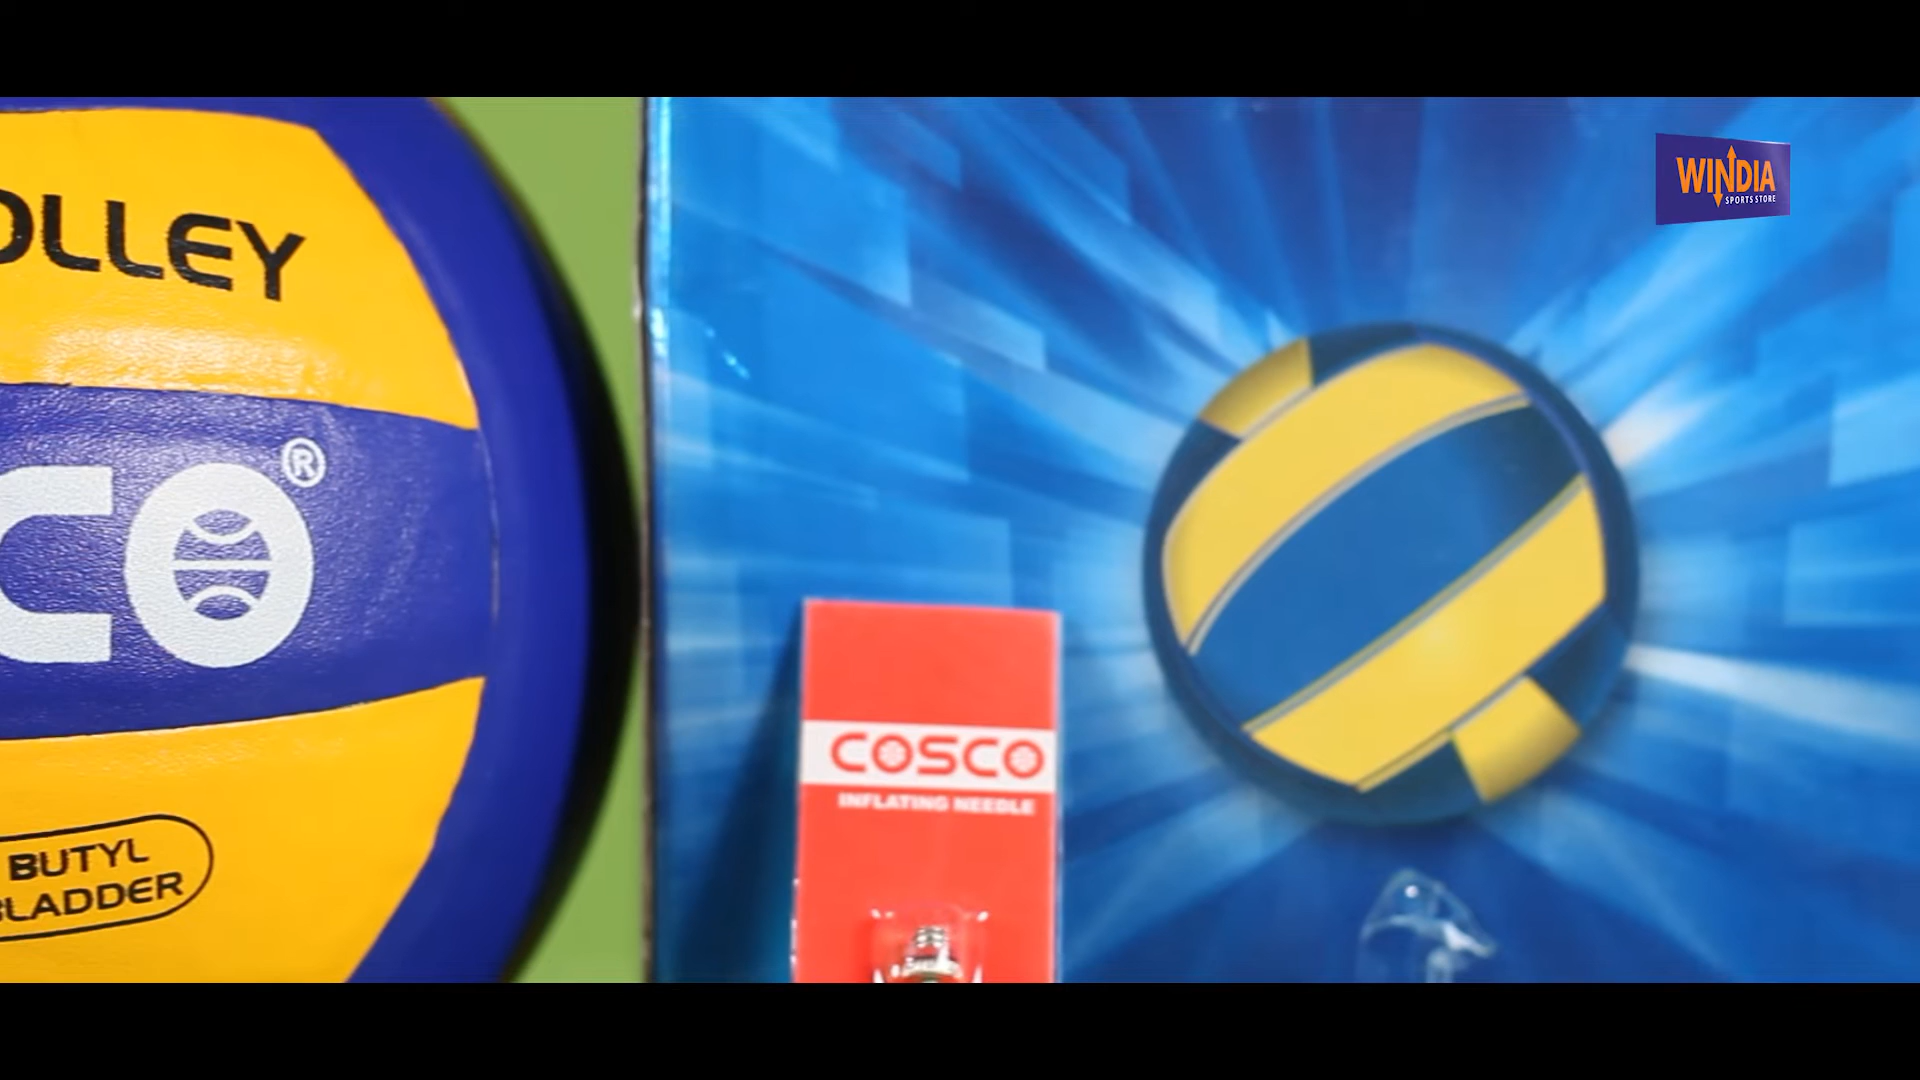 OLLEY
CO®
BUTYL
BLADDER
COSCO
INFLATING NEEDLE
WINDIA
SPORTS STORE